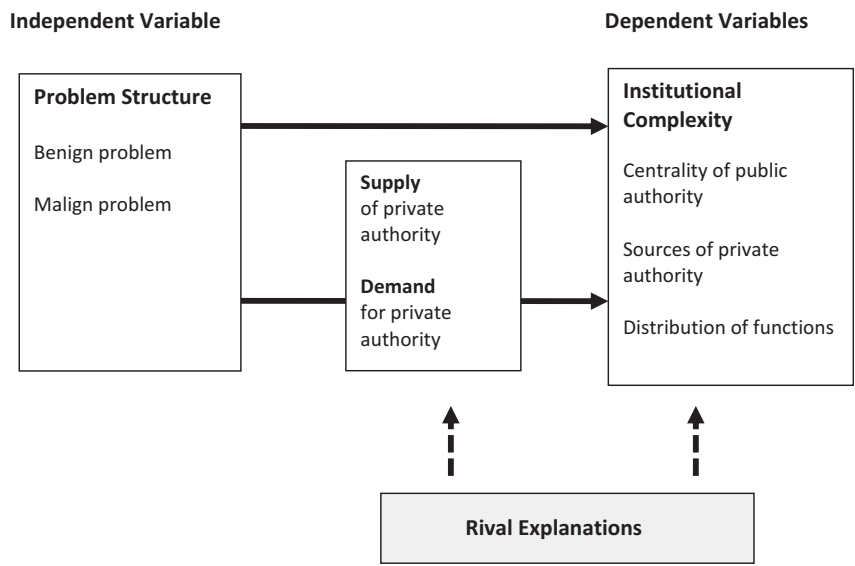 Independent Variable
Dependent Variables
Problem Structure
Benign problem
Malign problem
Supply
of private
authority
Demand
for private
authority
Institutional
Complexity
Centrality of public
authority
Sources of private
authority
Distribution of functions
Rival Explanations